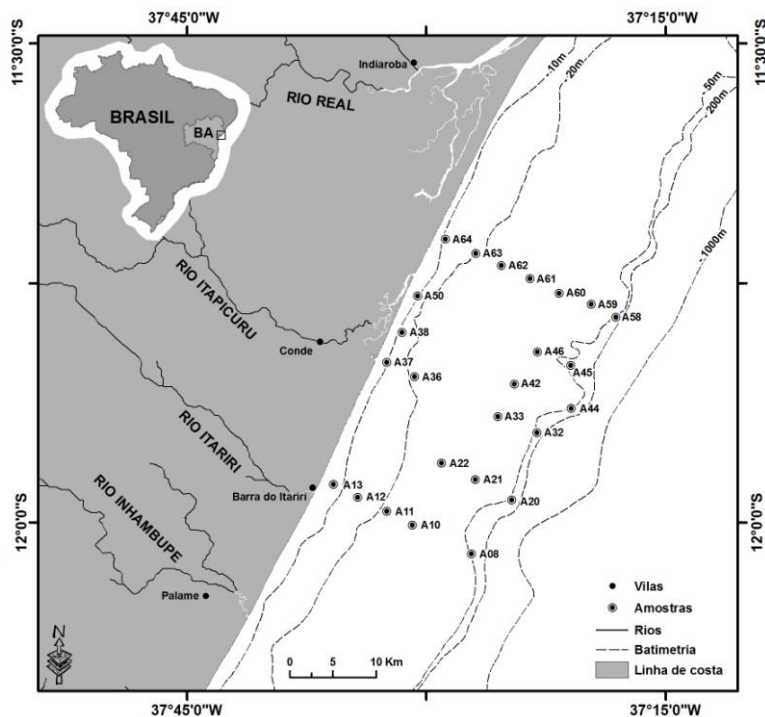 37°45'0"W
37°15'0"W
11°30'0"S
11°30'0"S
Indiaroba
-10m
-20m
-50m
-200m
RIO REAL
BRASIL
BA
-1000m
A64
A63
A62
A61
RIO ITAPICURU
A60
A50
A59
A58
A38
Conde
A46
A37
A45
A36
A42
A44
A33
RIO ITARIRI
A32
A22
A21
A13
Barra do Itariri
A12
A20
A11
A10
12°0'0"S
12°0'0"S
RIO INHAMBUPE
A08
Palame
Vilas
Amostras
Rios
Batimetria
Linha de costa
N
0 5 10 Km
37°45'0"W
37°15'0"W